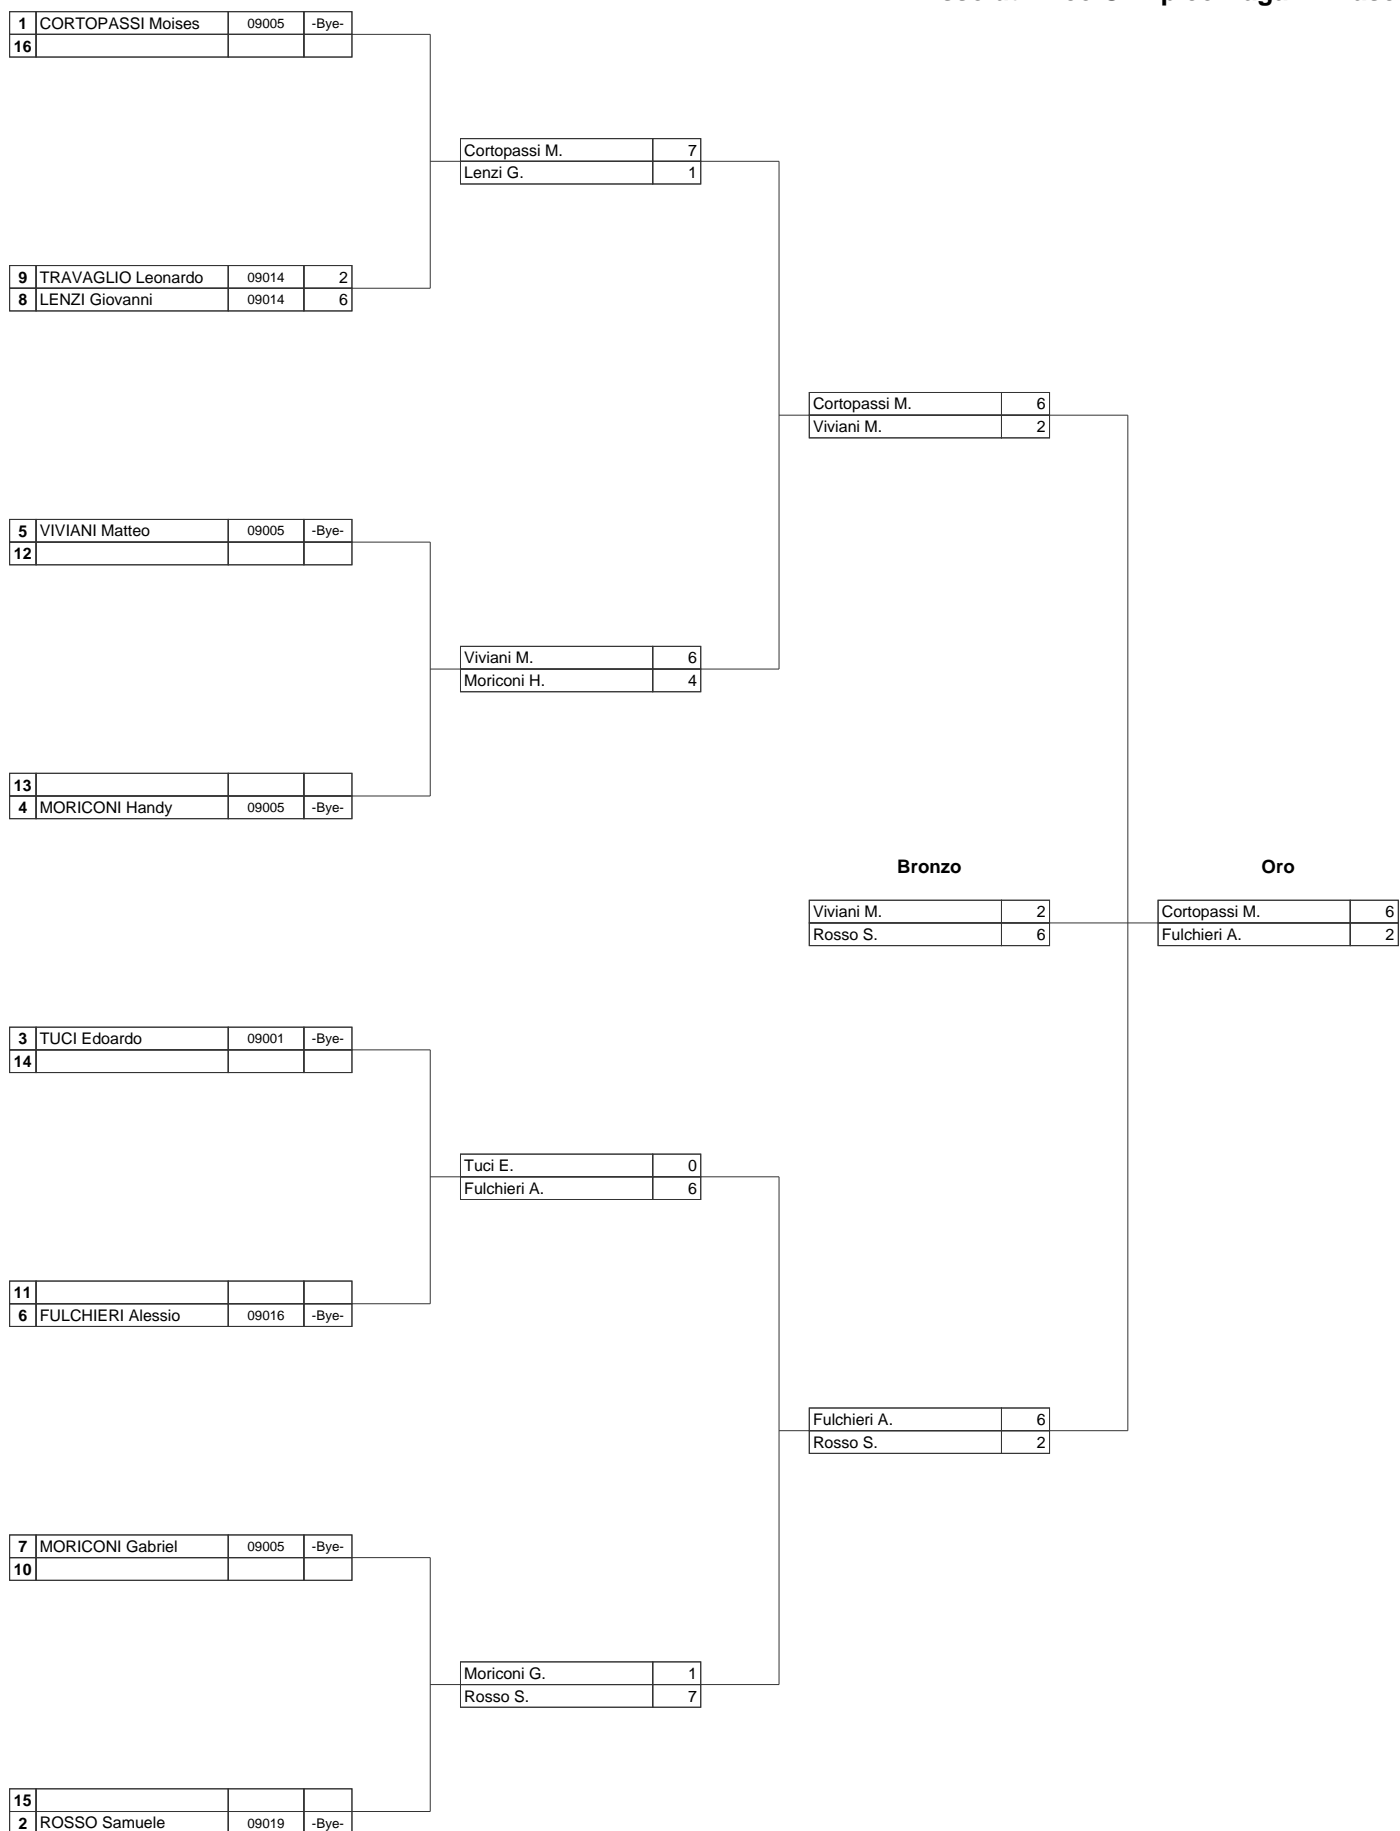 1 CORTOPASSI Moises 09005 -Bye-
16
Cortopassi M. 7
Lenzi G. 1
9 TRAVAGLIO Leonardo 09014 2
8 LENZI Giovanni 09014 6
Cortopassi M. 6
Viviani M. 2
5 VIVIANI Matteo 09005 -Bye-
12
Viviani M. 6
Moriconi H. 4
13
4 MORICONI Handy 09005 -Bye-
Bronzo Oro
Viviani M. 2 Cortopassi M. 6
Rosso S. 6 Fulchieri A. 2
3 TUCI Edoardo 09001 -Bye-
14
Tuci E. 0
Fulchieri A. 6
11
6 FULCHIERI Alessio 09016 -Bye-
Fulchieri A. 6
Rosso S. 2
7 MORICONI Gabriel 09005 -Bye-
10
Moriconi G. 1
Rosso S. 7
15
2 ROSSO Samuele 09019 -Bye-